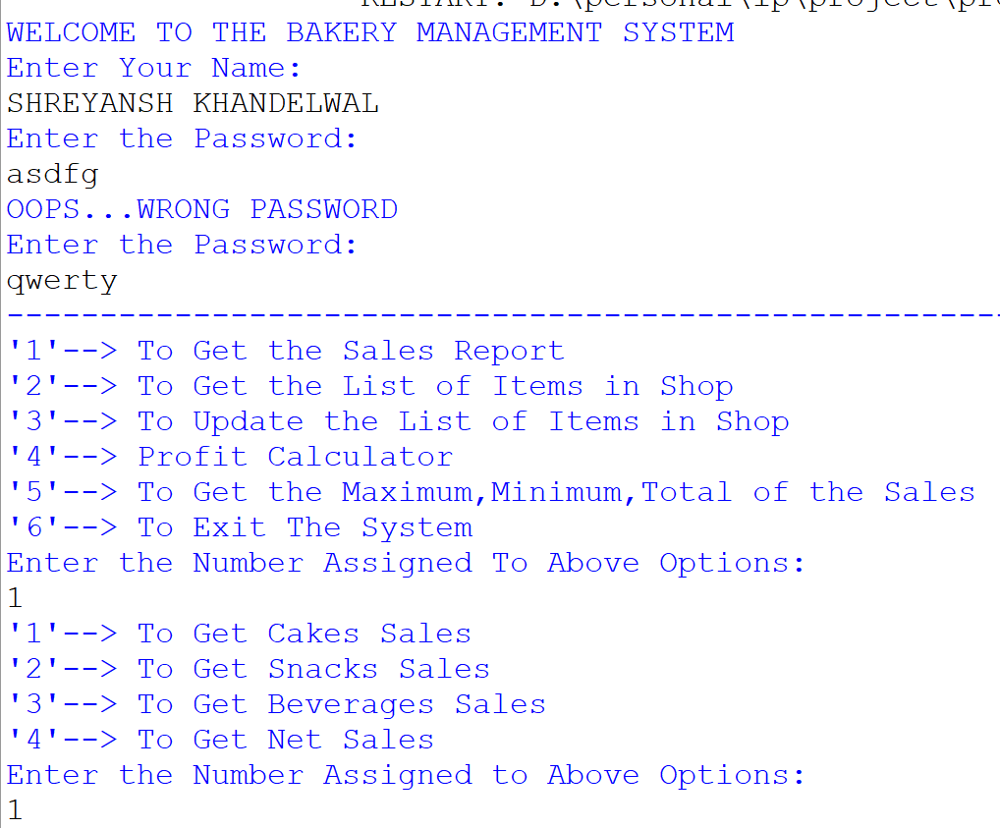 RESTART: D:\personal\ip\project\pro
WELCOME TO THE BAKERY MANAGEMENT SYSTEM
Enter Your Name:
SHREYANSH KHANDELWAL
Enter the Password:
asdfg
OOPS...WRONG PASSWORD
Enter the Password:
qwerty
------------------------------------------------------
'1'--> To Get the Sales Report
'2'--> To Get the List of Items in Shop
'3'--> To Update the List of Items in Shop
'4'--> Profit Calculator
'5'--> To Get the Maximum,Minimum,Total of the Sales
'6'--> To Exit The System
Enter the Number Assigned To Above Options:
1
'1'--> To Get Cakes Sales
'2'--> To Get Snacks Sales
'3'--> To Get Beverages Sales
'4'--> To Get Net Sales
Enter the Number Assigned to Above Options:
1